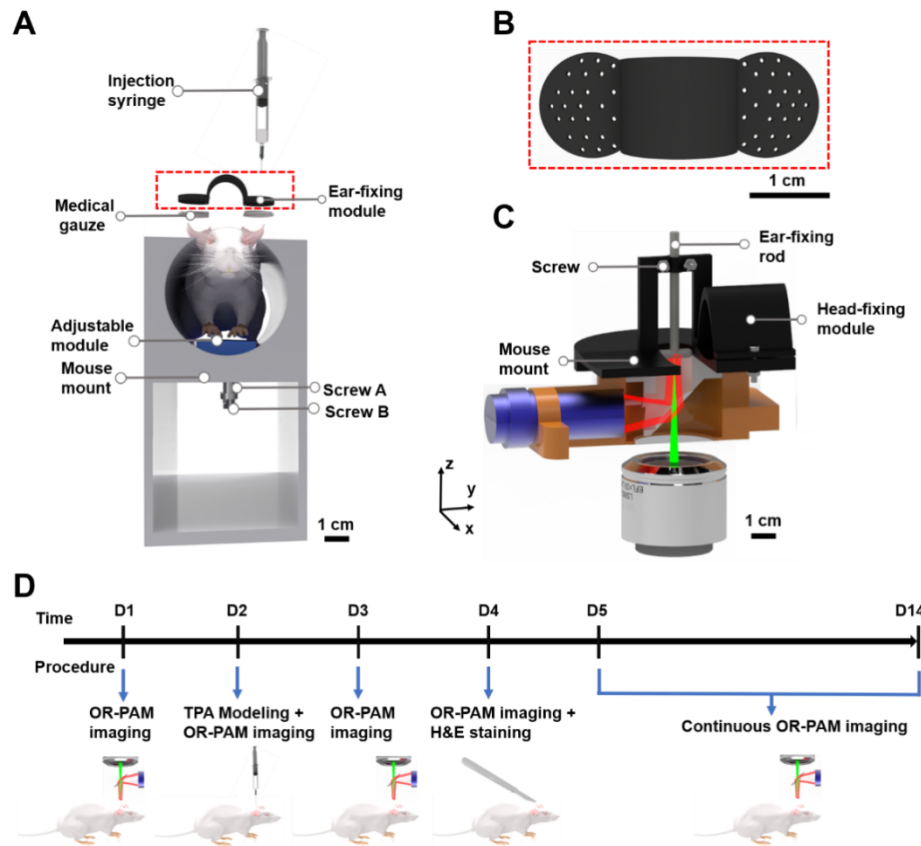 A
Injection
syringe
Ear-fixing
module
Medical
gauze
Adjustable
module
Mouse
mount
Screw A
Screw B
1 cm
B
1 cm
C
Ear-fixing
rod
Screw
Head-fixing
module
Mouse
mount
z
y
x
1 cm
D
Time
D1
D2
D3
D4
D5
D14
Procedure
OR-PAM
imaging
TPA Modeling +
OR-PAM imaging
OR-PAM
imaging
OR-PAM imaging +
H&E staining
Continuous OR-PAM imaging